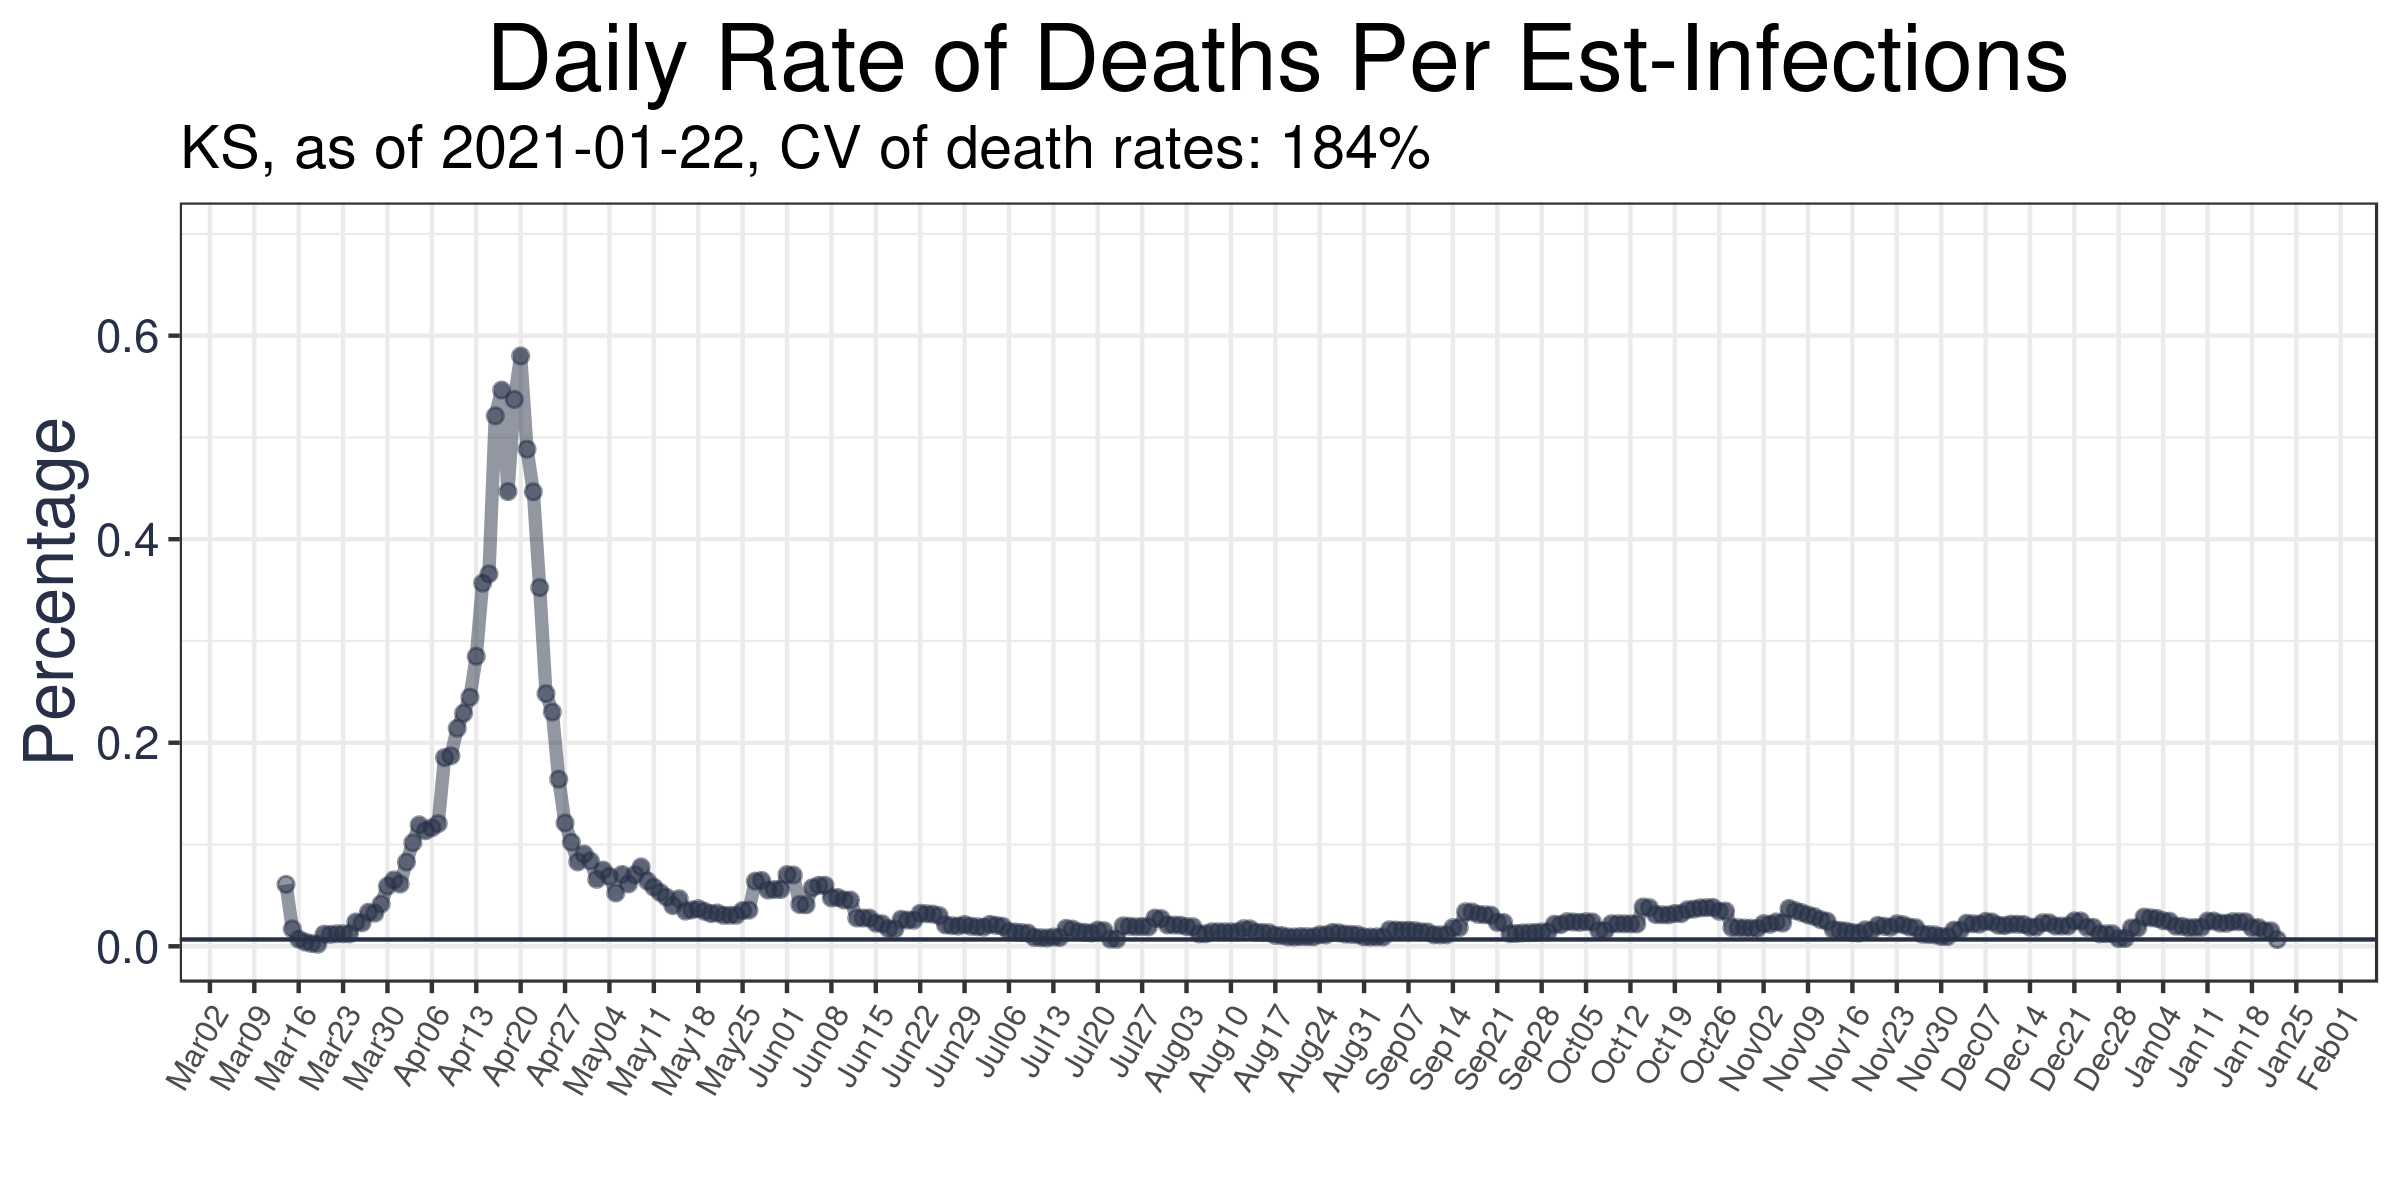 Daily Rate of Deaths Per Est-Infections
KS, as of 2021-01-22, CV of death rates: 184%
Percentage
0.6
0.4
0.2
0.0
Mar02
Mar09
Mar16
Mar23
Mar30
Apr06
Apr13
Apr20
Apr27
May04
May11
May18
May25
Jun01
Jun08
Jun15
Jun22
Jun29
Jul06
Jul13
Jul20
Jul27
Aug03
Aug10
Aug17
Aug24
Aug31
Sep07
Sep14
Sep21
Sep28
Oct05
Oct12
Oct19
Oct26
Nov02
Nov09
Nov16
Nov23
Nov30
Dec07
Dec14
Dec21
Dec28
Jan04
Jan11
Jan18
Jan25
Feb01